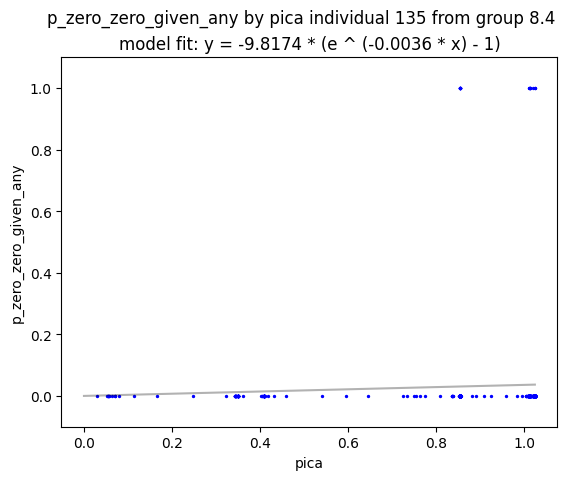 p_zero_zero_given_any by pica individual 135 from group 8.4
model fit: y = -9.8174 * (e ^ (-0.0036 * x) - 1)
1.0
0.8
0.6
0.4
0.2
0.0
p_zero_zero_given_any
0.0 0.2 0.4 0.6 0.8 1.0
pica